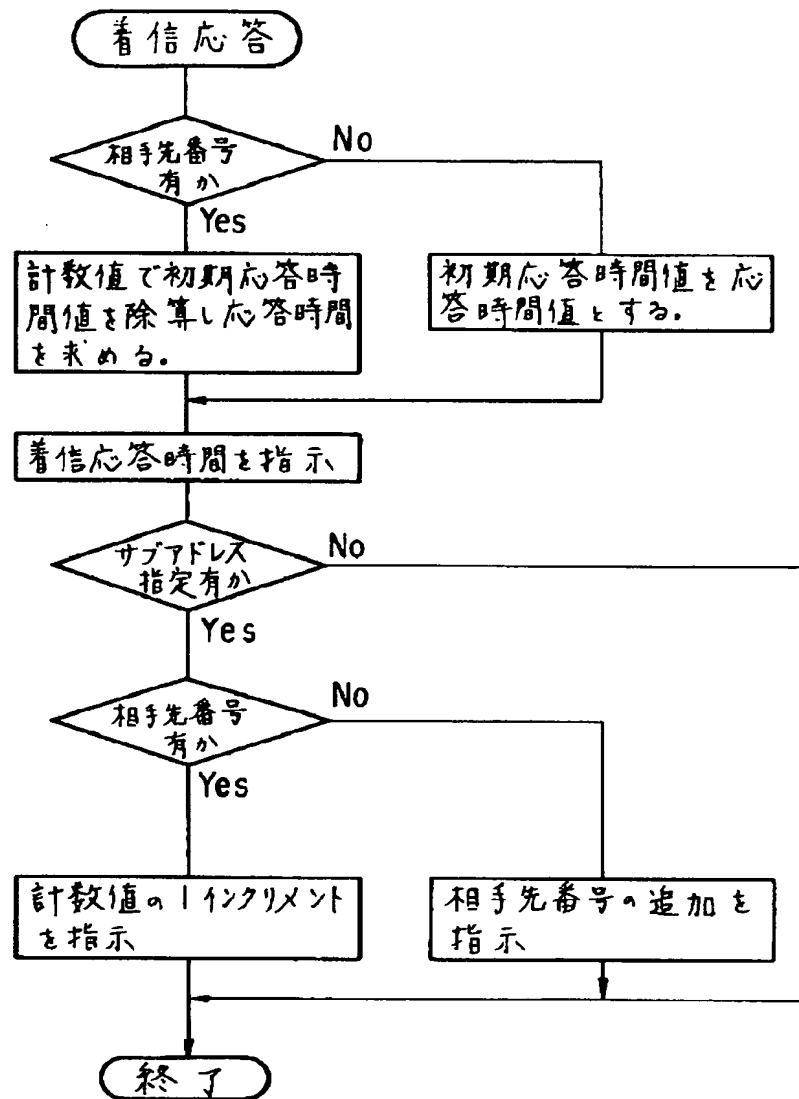 着信応答
相手先番号
有か
No
Yes
計数値で初期応答時
間値を除算し応答時間
を求める。
初期応答時間値を応
答時間値とする。
着信応答時間を指示
サブアドレス
指定有か
No
Yes
相手先番号
有か
No
Yes
計数値の1インクリメント
を指示
相手先番号の追加を
指示
終了